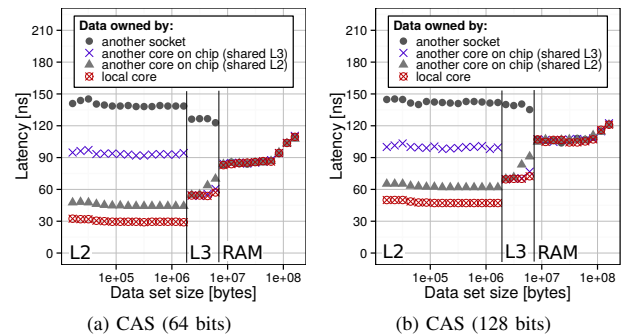 Latency [ns]
210
180
150
120
90
60
30
0
Data owned by:
another socket
another core on chip (shared L3)
another core on chip (shared L2)
local core
L2
L3
RAM
1e+05
1e+06
1e+07
1e+08
Data set size [bytes]
(a) CAS (64 bits)
Latency [ns]
210
180
150
120
90
60
30
0
Data owned by:
another socket
another core on chip (shared L3)
another core on chip (shared L2)
local core
L2
L3
RAM
1e+05
1e+06
1e+07
1e+08
Data set size [bytes]
(b) CAS (128 bits)